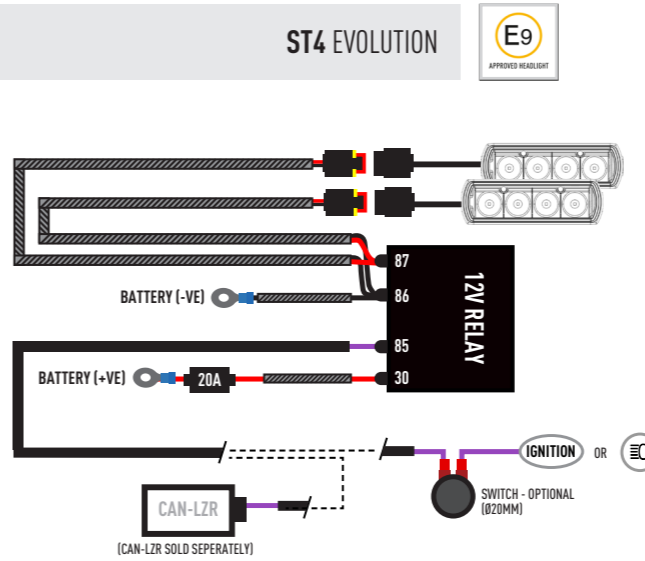 ST4 EVOLUTION
E9
APPROVED HEADLIGHT
87
BATTERY (-VE)
86
12V RELAY
85
BATTERY (+VE)
20A
30
IGNITION
OR
CAN-LZR
SWITCH - OPTIONAL
(Ø20MM)
(CAN-LZR SOLD SEPERATELY)